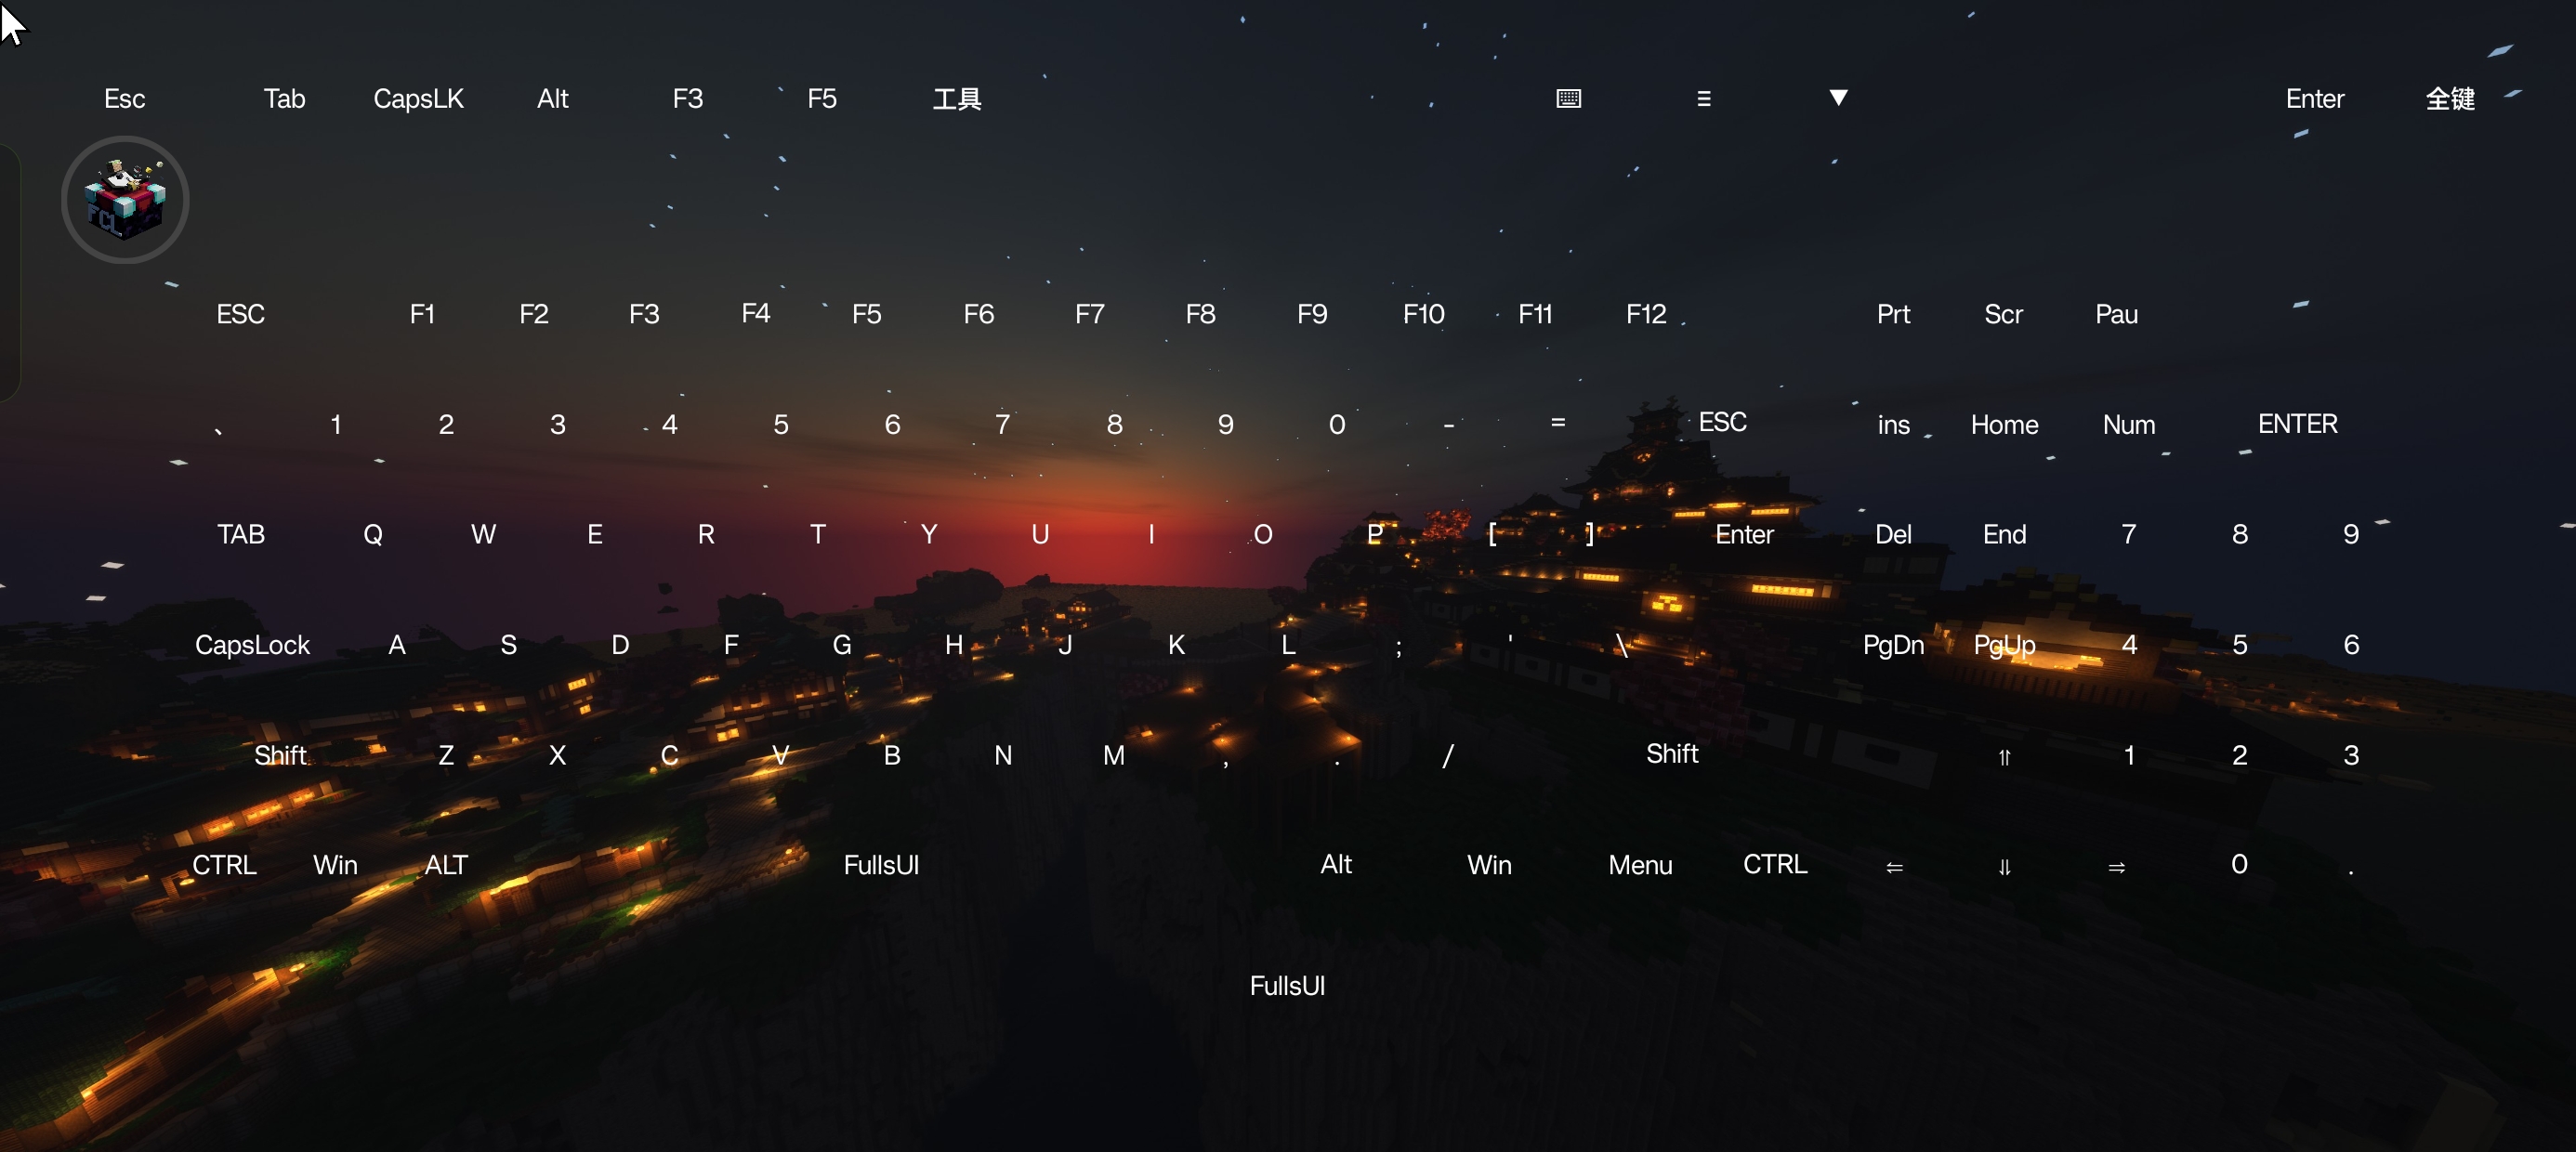 Esc Tab CapsLK Alt F3 F5 工具 ☰ ▼ Enter 全键
FCL
ESC F1 F2 F3 F4 F5 F6 F7 F8 F9 F10 F11 F12 Prt Scr Pau
、 1 2 3 4 5 6 7 8 9 0 - = ESC ins Home Num ENTER
TAB Q W E R T Y U I O P [ ] Enter Del End 7 8 9
CapsLock A S D F G H J K L ; ' \ PgDn PgUp 4 5 6
Shift Z X C V B N M , . / Shift ⥣ 1 2 3
CTRL Win ALT FullsUI Alt Win Menu CTRL ⥢ ⥥ ⥤ 0 .
FullsUI